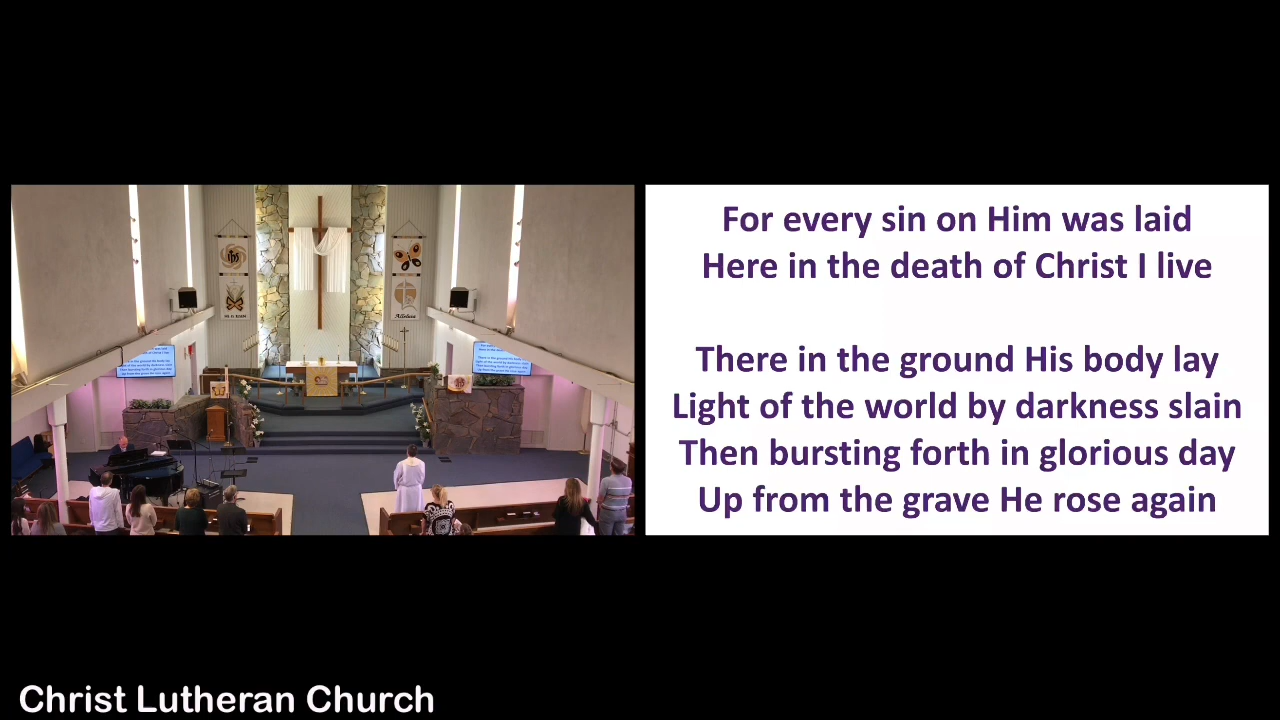 For every sin on Him was laid
Here in the death of Christ I live
There in the ground His body lay
Light of the world by darkness slain
Then bursting forth in glorious day
Up from the grave He rose again
IHS
Alleluia
Christ Lutheran Church